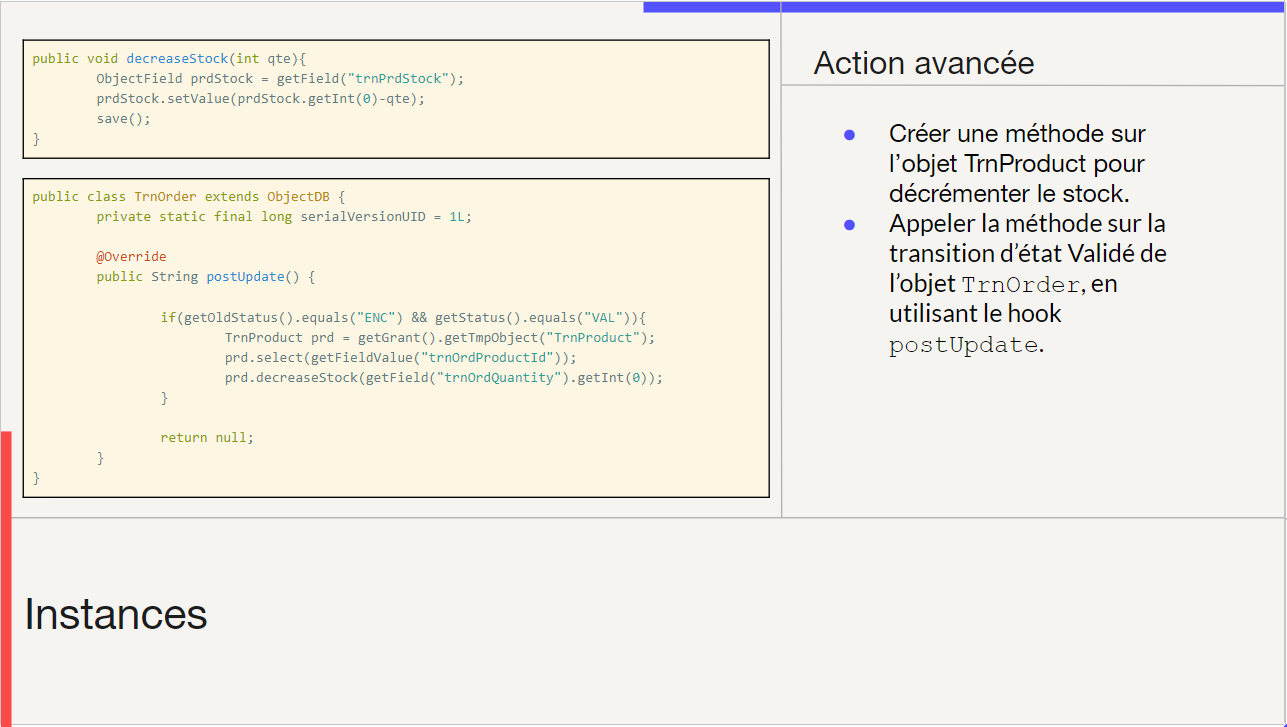 public void decreaseStock(int qte){
ObjectField prdStock = getField("trnPrdStock");
prdStock.setValue(prdStock.getInt(0)-qte);
save();
}
public class TrnOrder extends ObjectDB {
private static final long serialVersionUID = 1L;
@Override
public String postUpdate() {
if(getOldStatus().equals("ENC") && getStatus().equals("VAL")){
TrnProduct prd = getGrant().getTmpObject("TrnProduct");
prd.select(getFieldValue("trnOrdProductId"));
prd.decreaseStock(getField("trnOrdQuantity").getInt(0));
}
return null;
}
}
Action avancée
● Créer une méthode sur
l’objet TrnProduct pour
décrémenter le stock.
● Appeler la méthode sur la
transition d’état Validé de
l’objet TrnOrder, en
utilisant le hook
postUpdate.
Instances